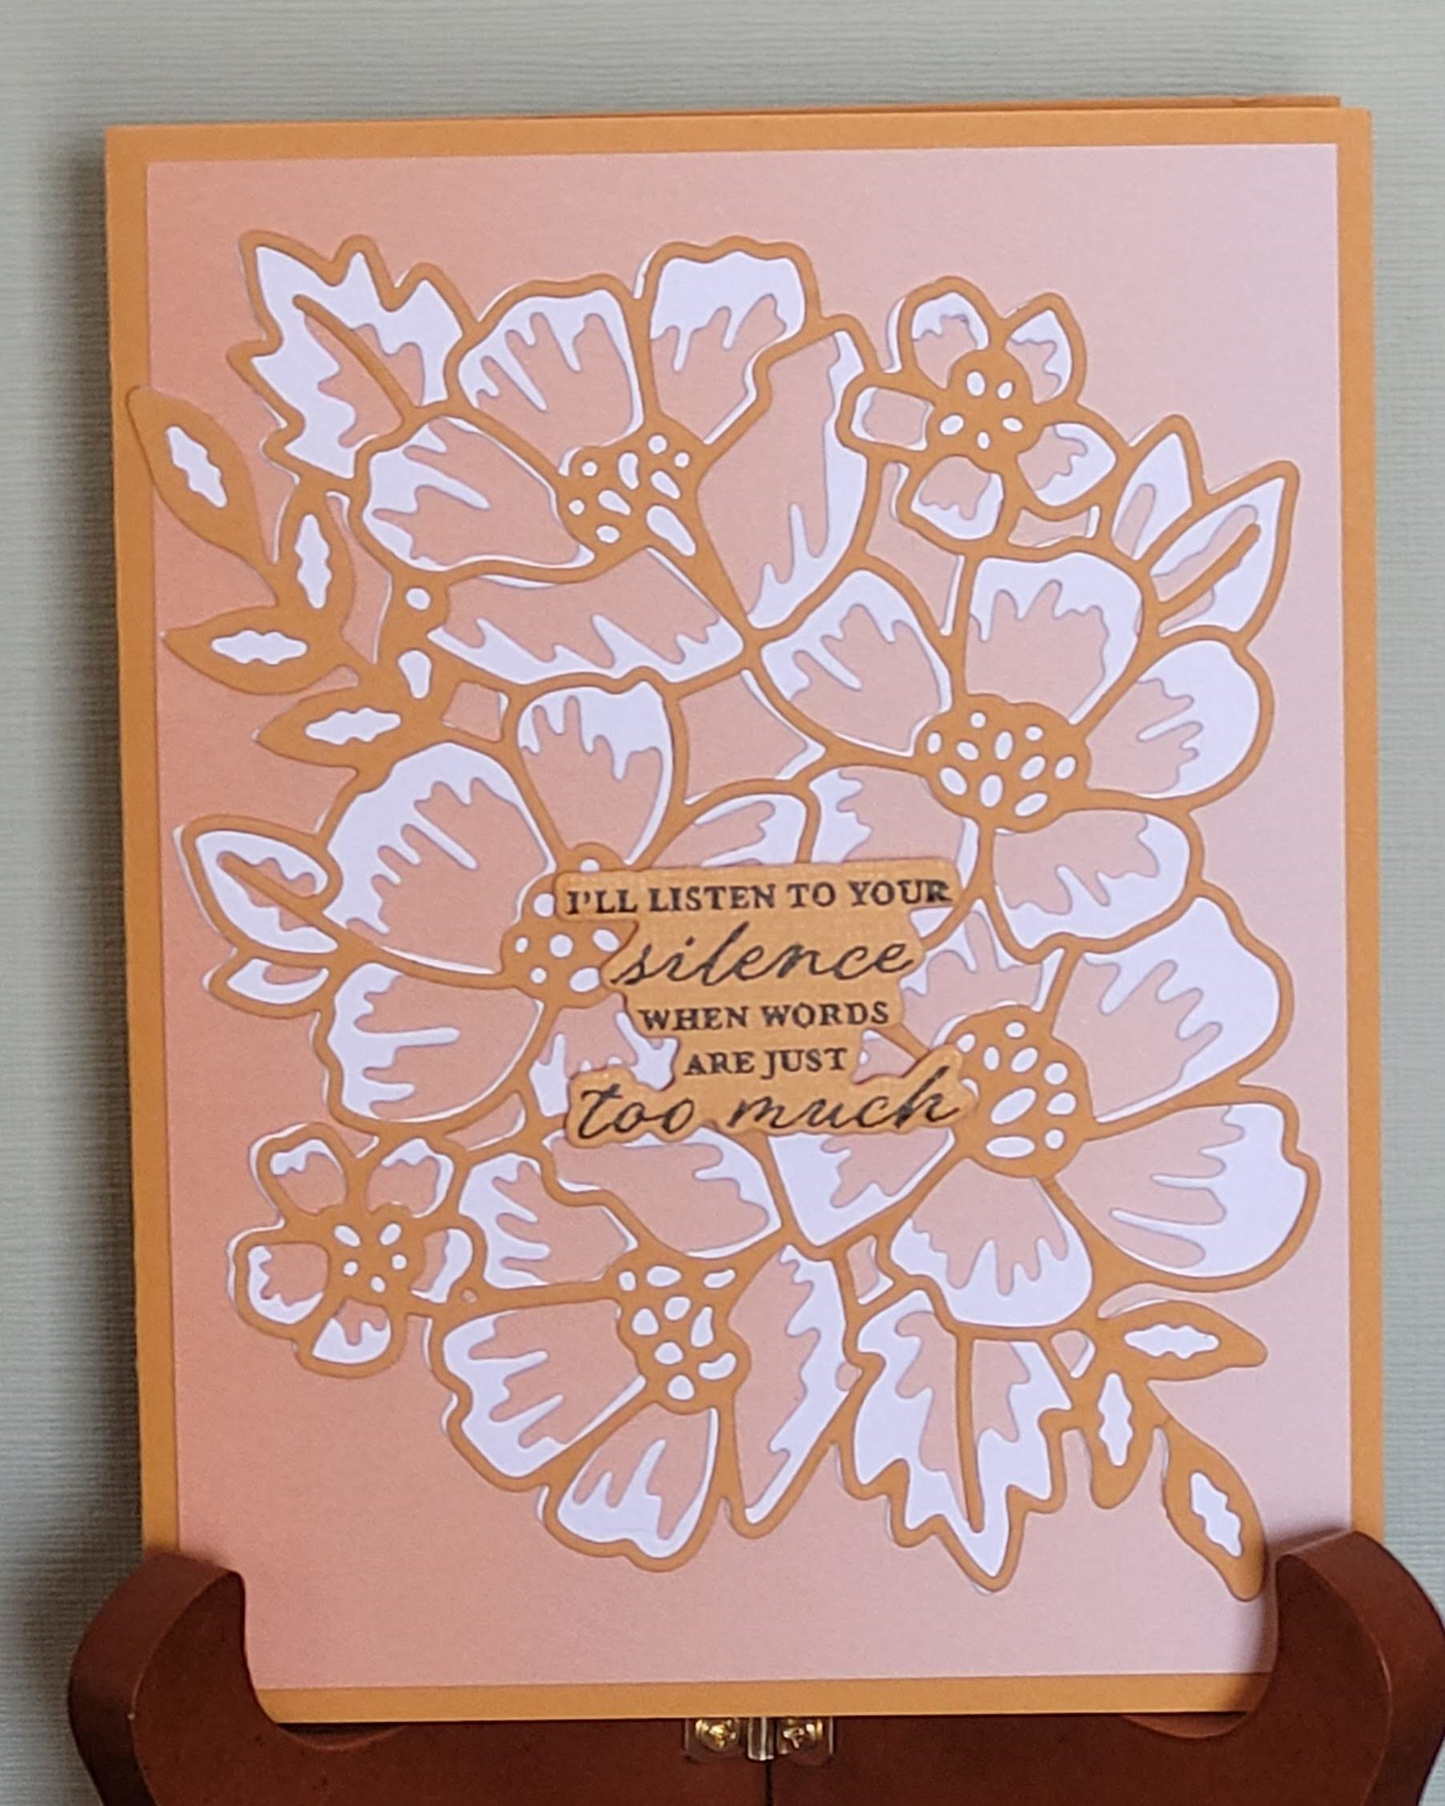 I'LL LISTEN TO YOUR
silence
WHEN WORDS
ARE JUST
too much